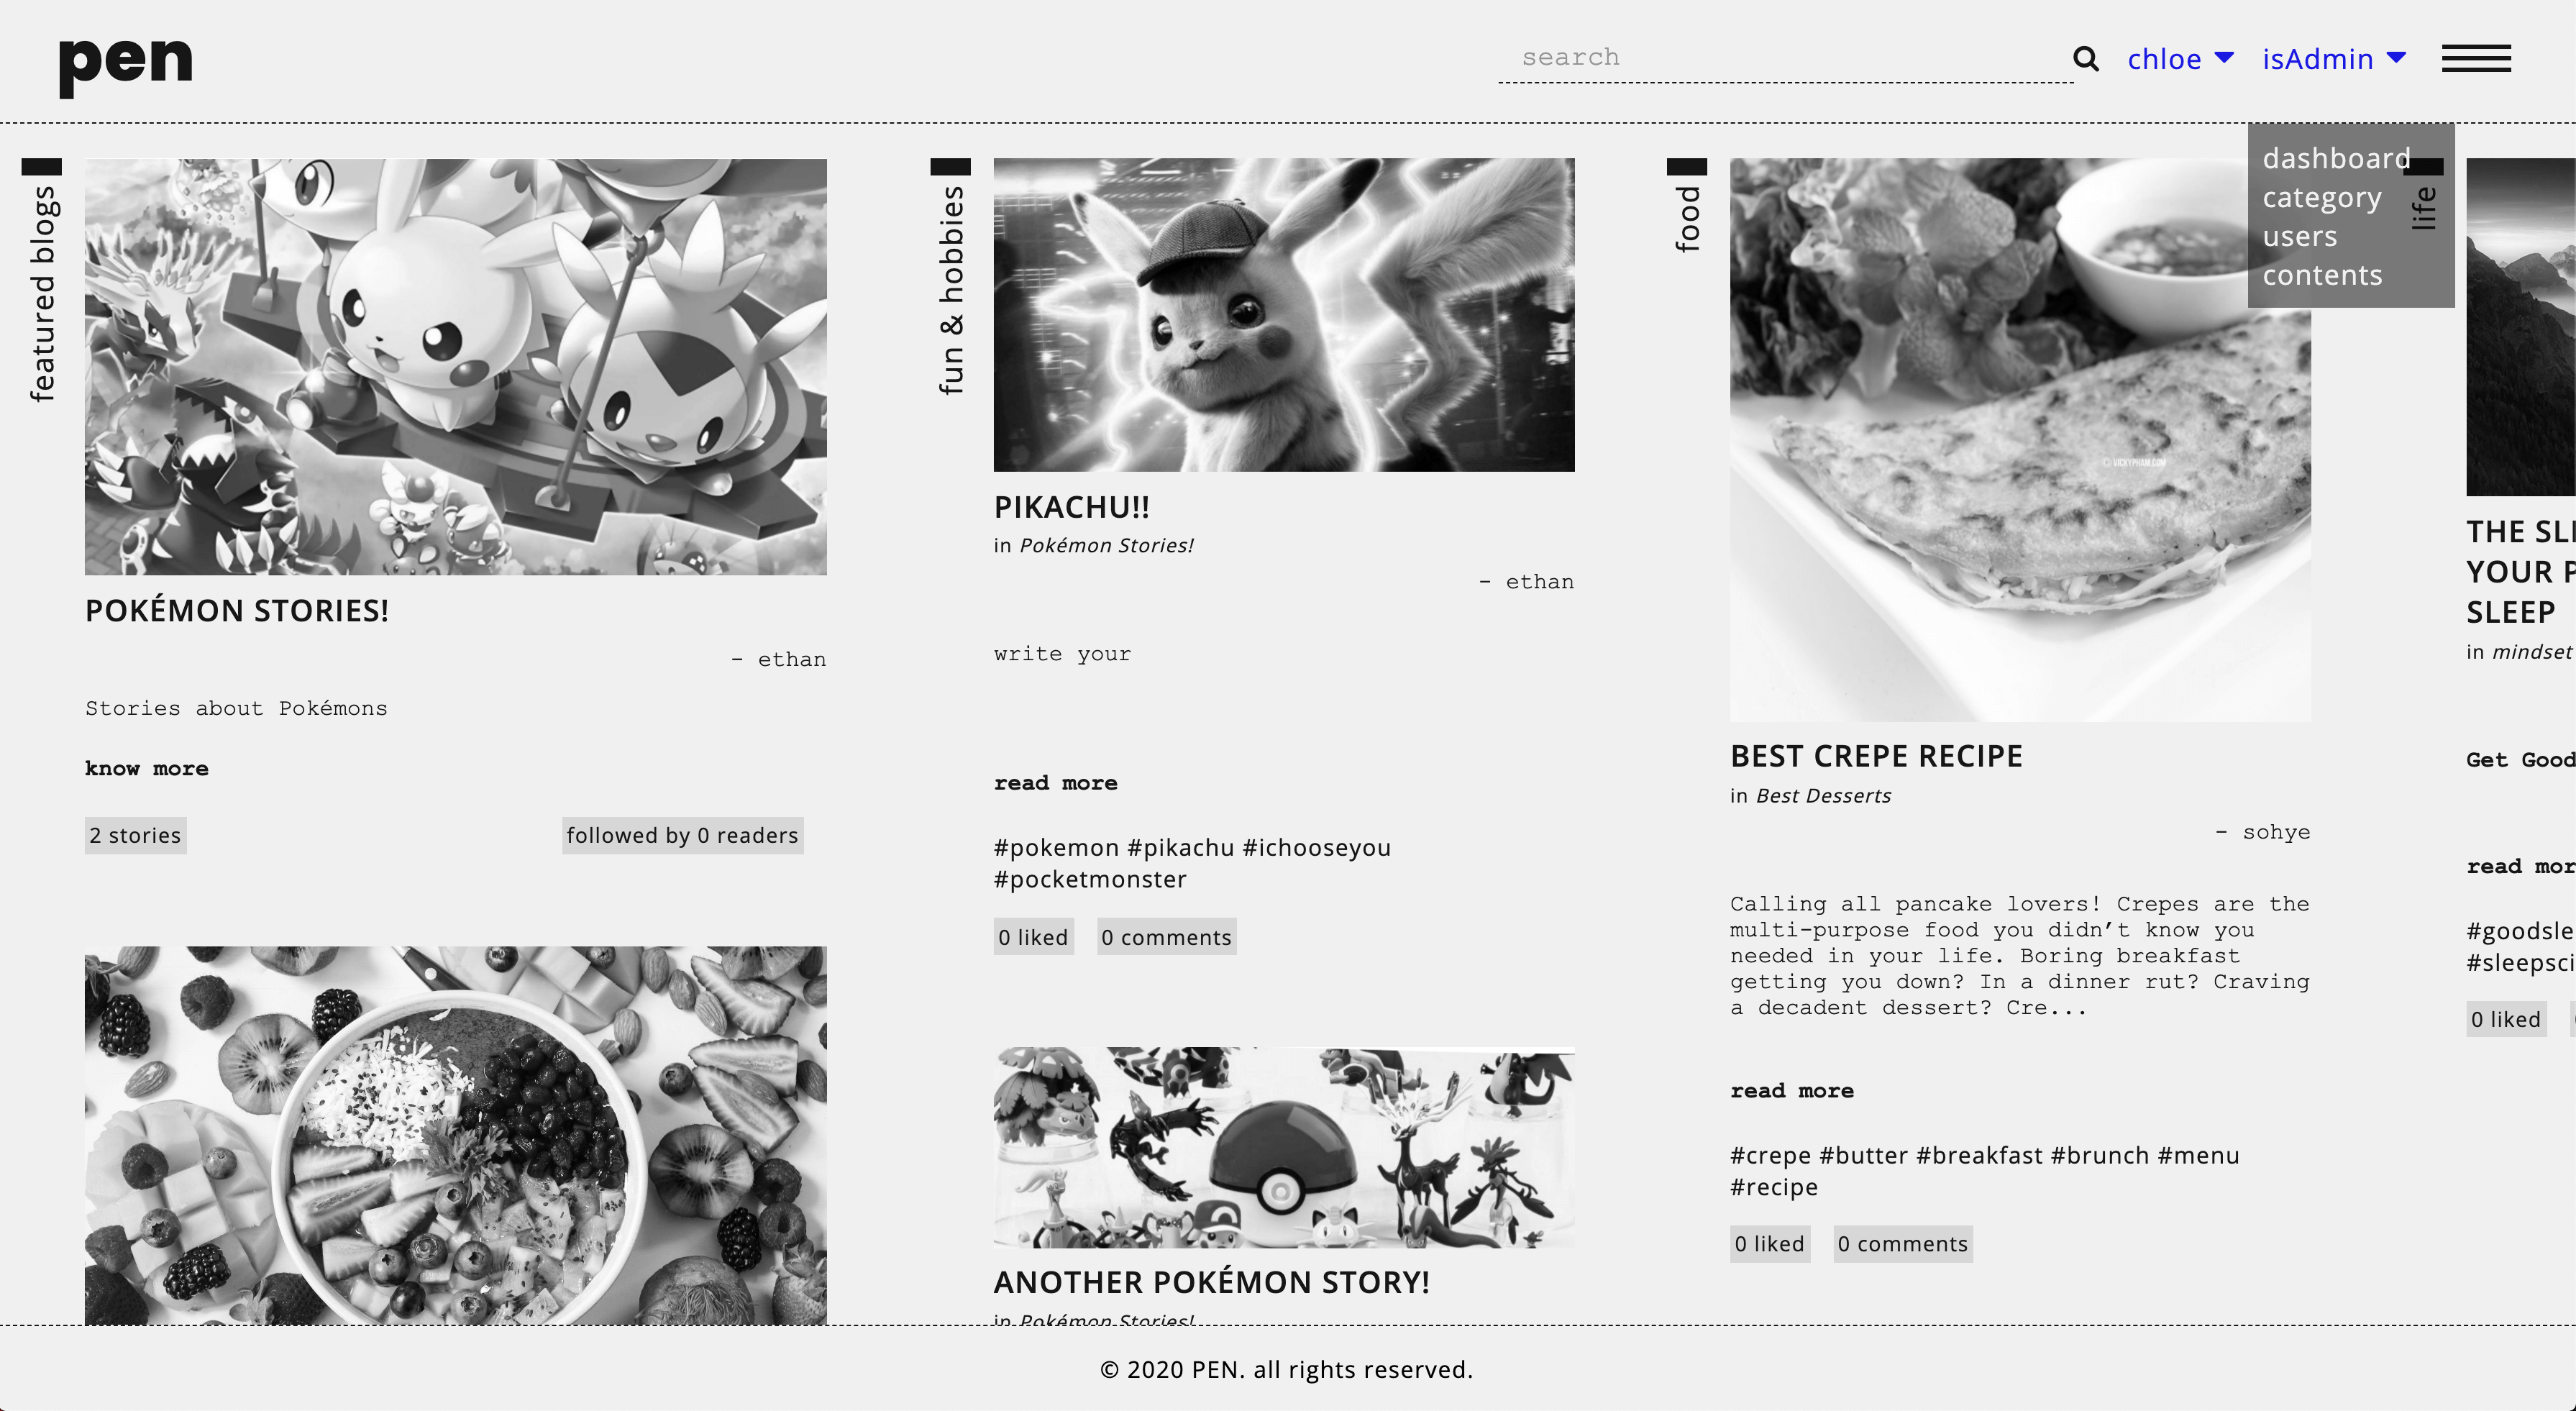 pen
search
chloe
isAdmin
dashboard
category
users
contents
featured blogs
POKÉMON STORIES!
– ethan
Stories about Pokémons
know more
2 stories
followed by 0 readers
fun & hobbies
PIKACHU!!
in Pokémon Stories!
– ethan
write your
read more
#pokemon #pikachu #ichooseyou
#pocketmonster
0 liked
0 comments
ANOTHER POKÉMON STORY!
in Pokémon Stories!
food
© VICKYPHAM.COM
BEST CREPE RECIPE
in Best Desserts
– sohye
Calling all pancake lovers! Crepes are the
multi-purpose food you didn’t know you
needed in your life. Boring breakfast
getting you down? In a dinner rut? Craving
a decadent dessert? Cre...
read more
#crepe #butter #breakfast #brunch #menu
#recipe
0 liked
0 comments
life
THE SL
YOUR P
SLEEP
in mindset
Get Good
read mor
#goodsle
#sleepsci
0 liked
© 2020 PEN. all rights reserved.